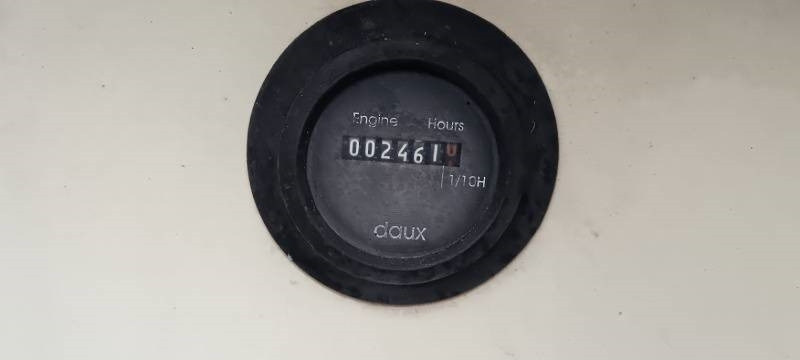 Engine Hours
002461
1/10H
daux